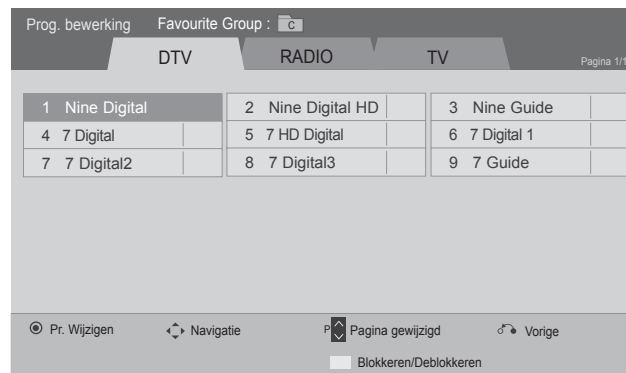 Prog. bewerking Favourite Group : C
DTV RADIO TV Pagina 1/1
1 Nine Digital 2 Nine Digital HD 3 Nine Guide
4 7 Digital 5 7 HD Digital 6 7 Digital 1
7 7 Digital2 8 7 Digital3 9 7 Guide
Pr. Wijzigen Navigatie P Pagina gewijzigd Vorige
Blokkeren/Deblokkeren